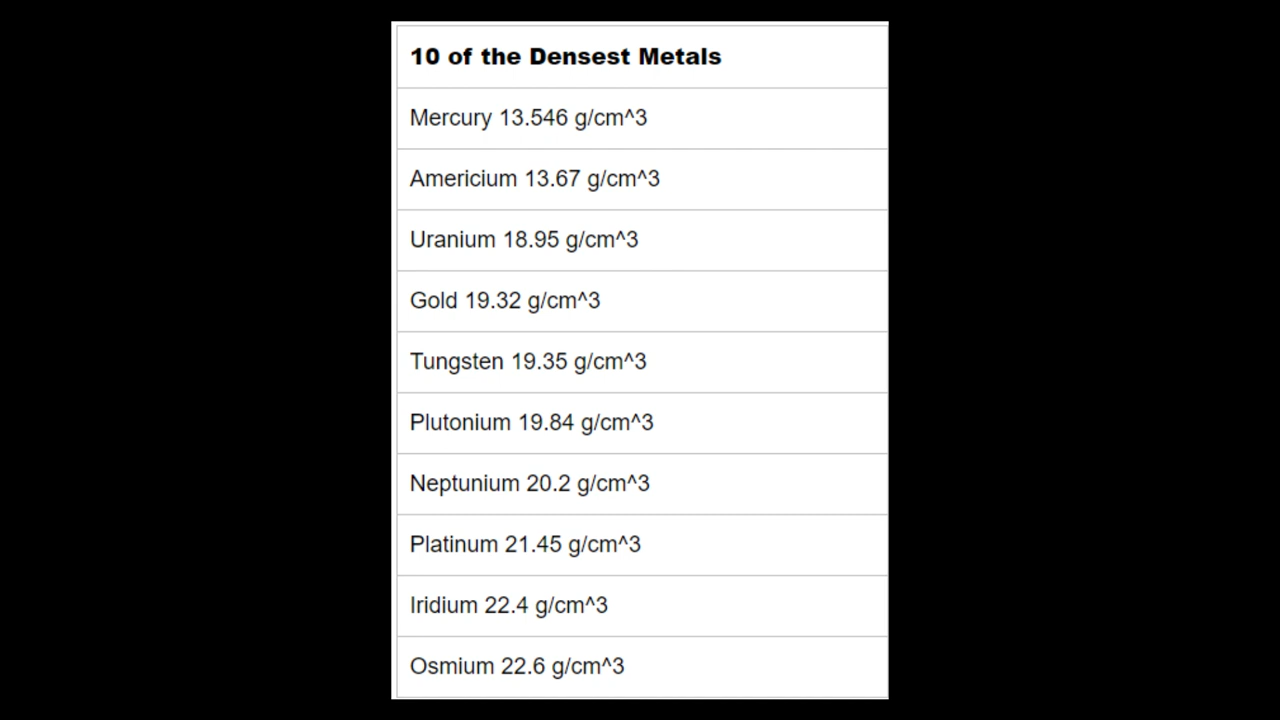 10 of the Densest Metals
Mercury 13.546 g/cm^3
Americium 13.67 g/cm^3
Uranium 18.95 g/cm^3
Gold 19.32 g/cm^3
Tungsten 19.35 g/cm^3
Plutonium 19.84 g/cm^3
Neptunium 20.2 g/cm^3
Platinum 21.45 g/cm^3
Iridium 22.4 g/cm^3
Osmium 22.6 g/cm^3